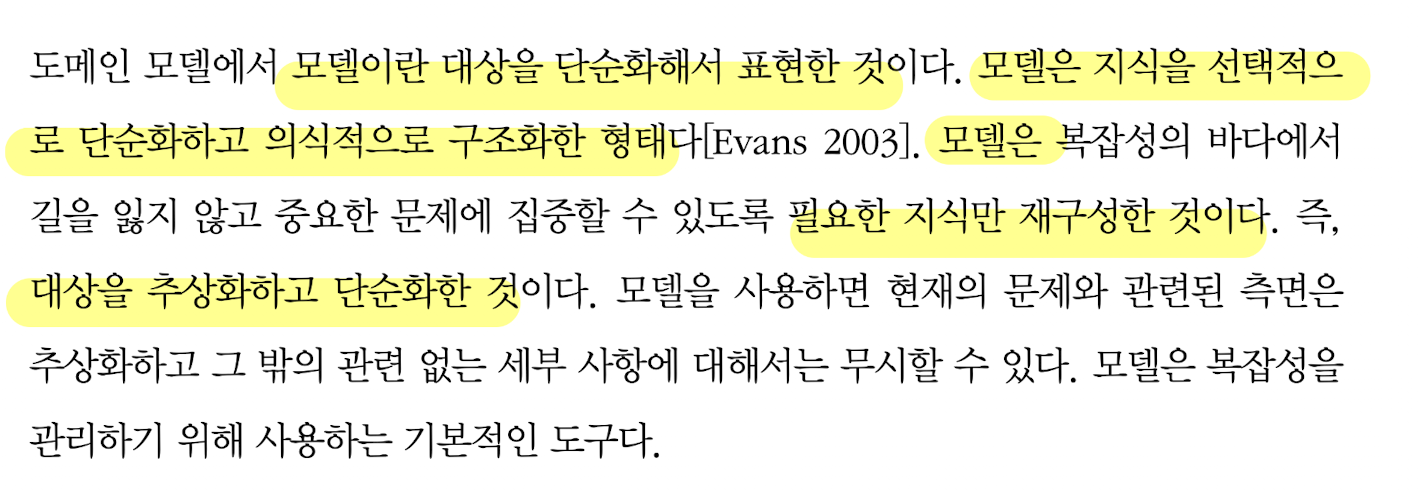 도메인 모델에서 모델이란 대상을 단순화해서 표현한 것이다. 모델은 지식을 선택적으
로 단순화하고 의식적으로 구조화한 형태다[Evans 2003]. 모델은 복잡성의 바다에서
길을 잃지 않고 중요한 문제에 집중할 수 있도록 필요한 지식만 재구성한 것이다. 즉,
대상을 추상화하고 단순화한 것이다. 모델을 사용하면 현재의 문제와 관련된 측면은
추상화하고 그 밖의 관련 없는 세부 사항에 대해서는 무시할 수 있다. 모델은 복잡성을
관리하기 위해 사용하는 기본적인 도구다.